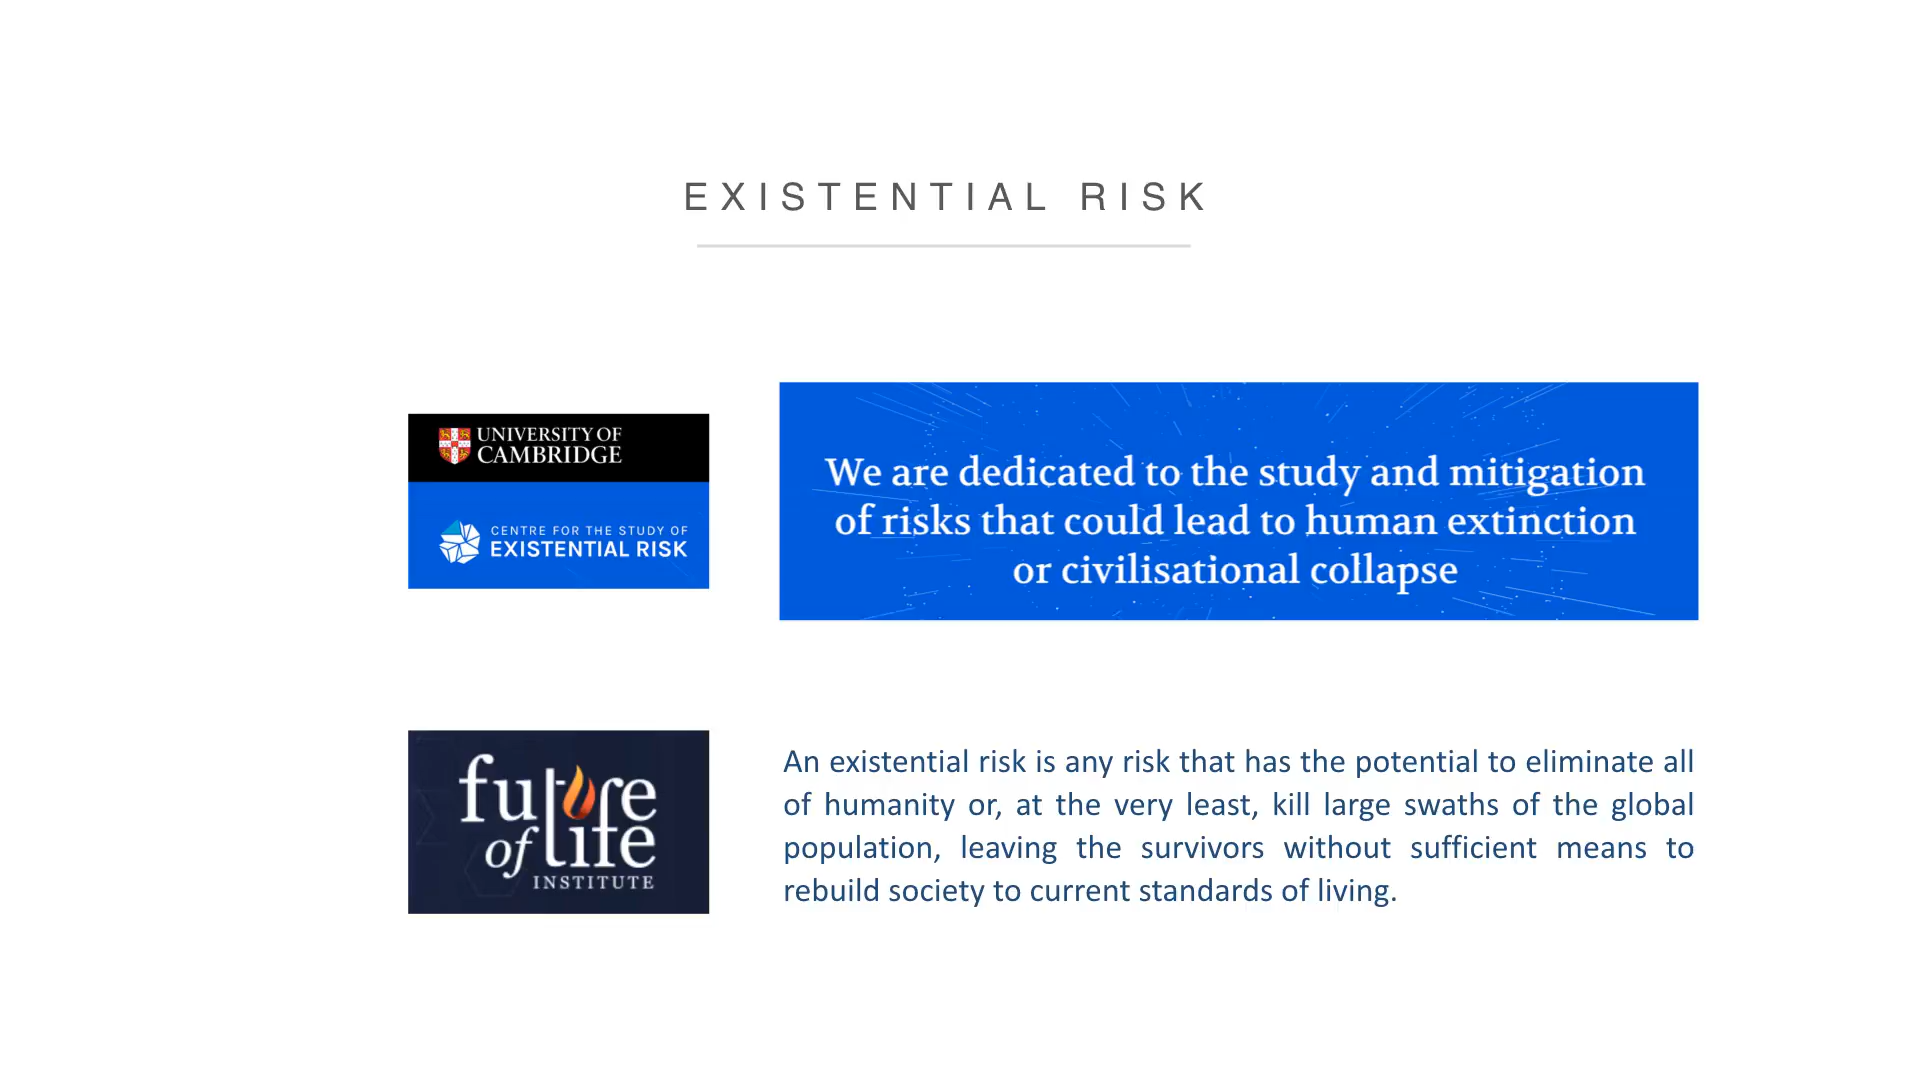 EXISTENTIAL RISK
UNIVERSITY OF
CAMBRIDGE
CENTRE FOR THE STUDY OF
EXISTENTIAL RISK
We are dedicated to the study and mitigation
of risks that could lead to human extinction
or civilisational collapse
future
of life
INSTITUTE
An existential risk is any risk that has the potential to eliminate all
of humanity or, at the very least, kill large swaths of the global
population, leaving the survivors without sufficient means to
rebuild society to current standards of living.